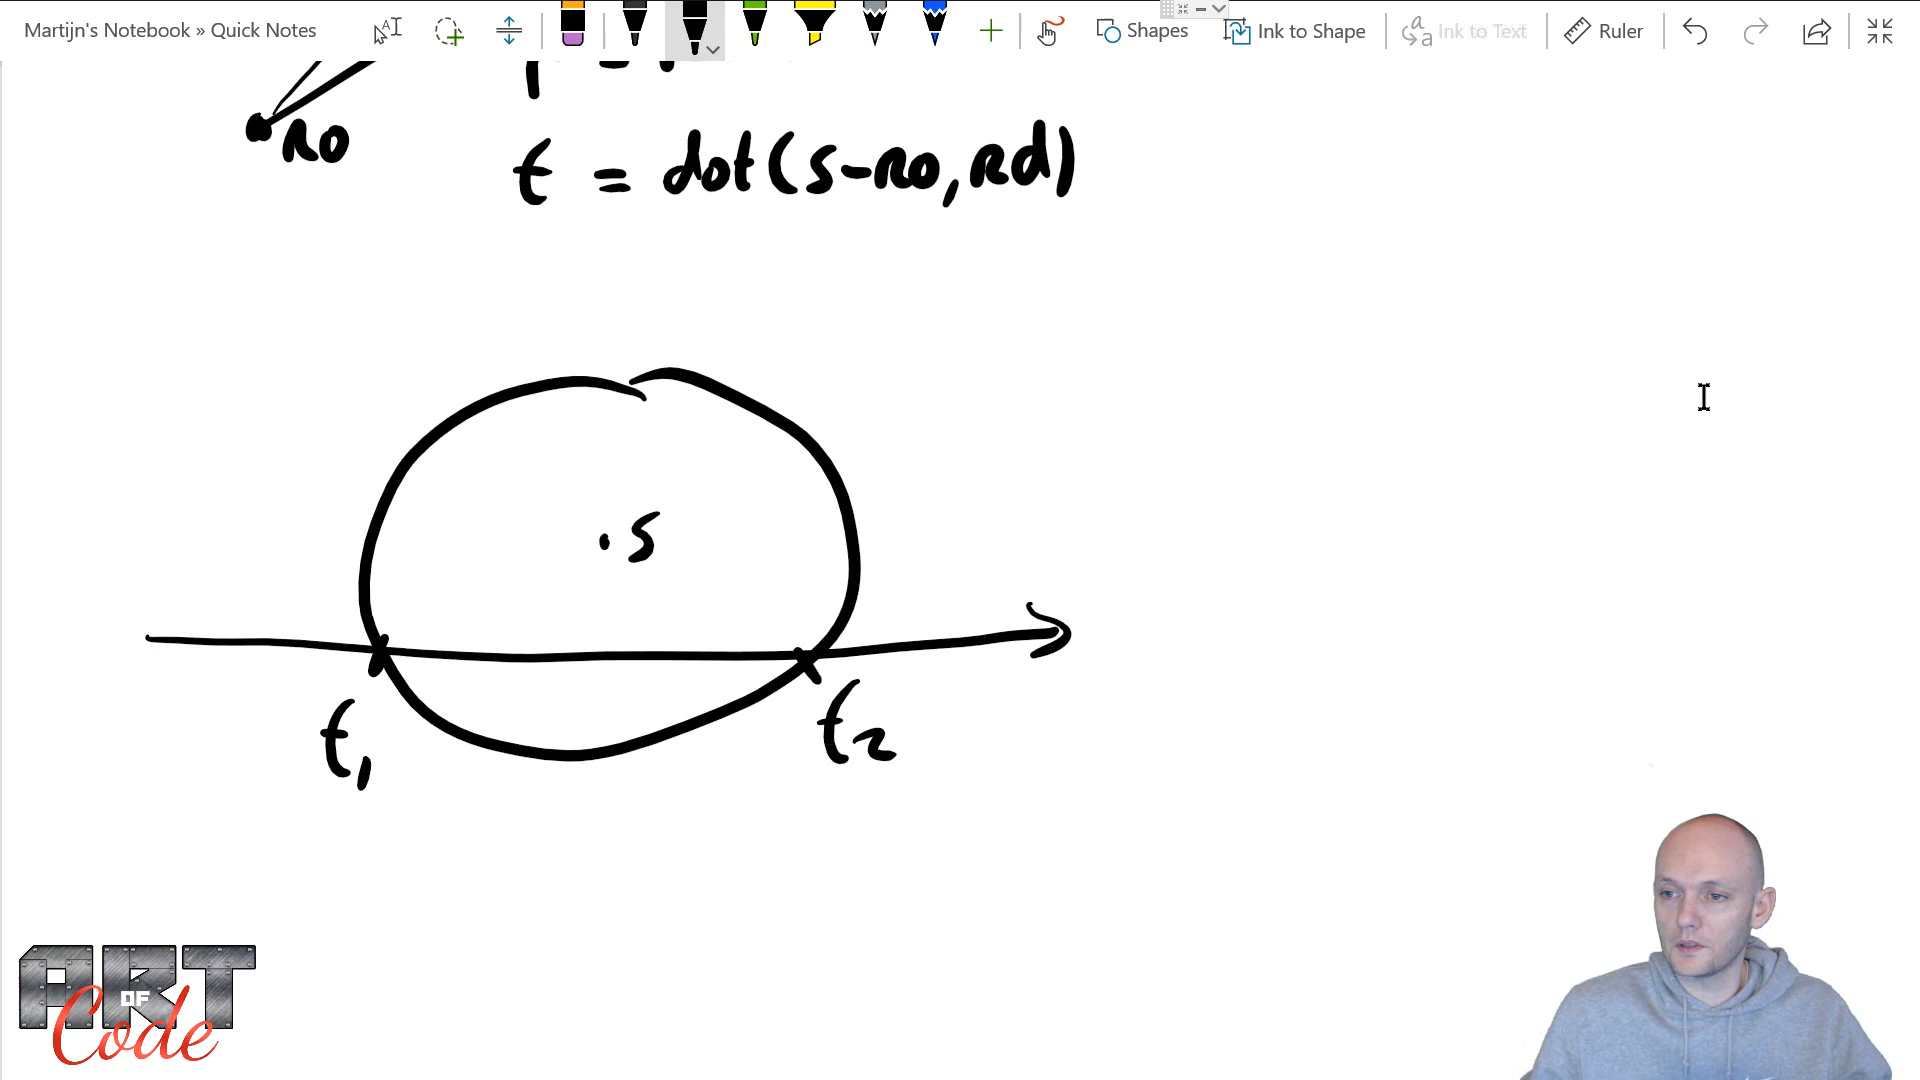 Martijn's Notebook » Quick Notes
Shapes
Ink to Shape
Ink to Text
Ruler
RO
t = dot(S-RO, Rd)
.S
t1
t2
ART
OF
Code